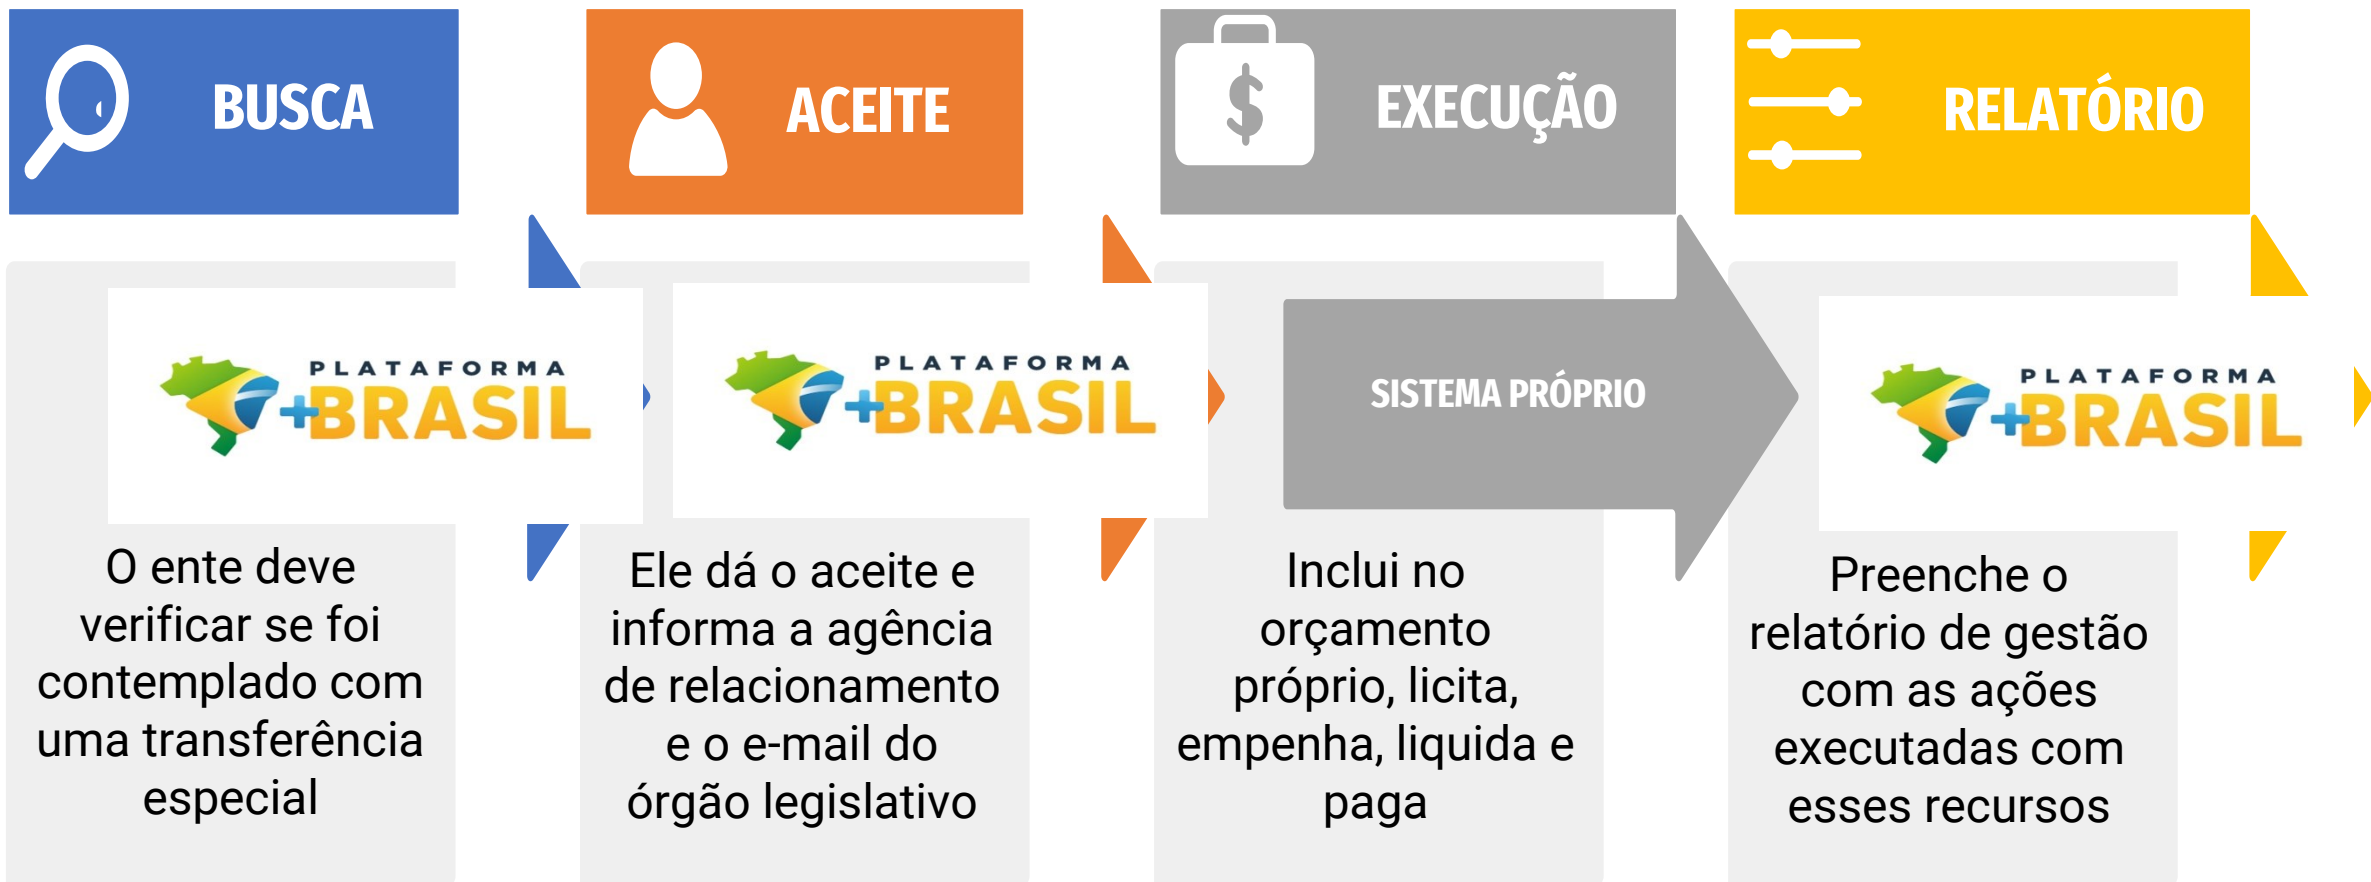 BUSCA
PLATAFORMA
+BRASIL
O ente deve
verificar se foi
contemplado com
uma transferência
especial
ACEITE
PLATAFORMA
+BRASIL
Ele dá o aceite e
informa a agência
de relacionamento
e o e-mail do
órgão legislativo
$
EXECUÇÃO
SISTEMA PRÓPRIO
Inclui no
orçamento
próprio, licita,
empenha, liquida e
paga
RELATÓRIO
PLATAFORMA
+BRASIL
Preenche o
relatório de gestão
com as ações
executadas com
esses recursos